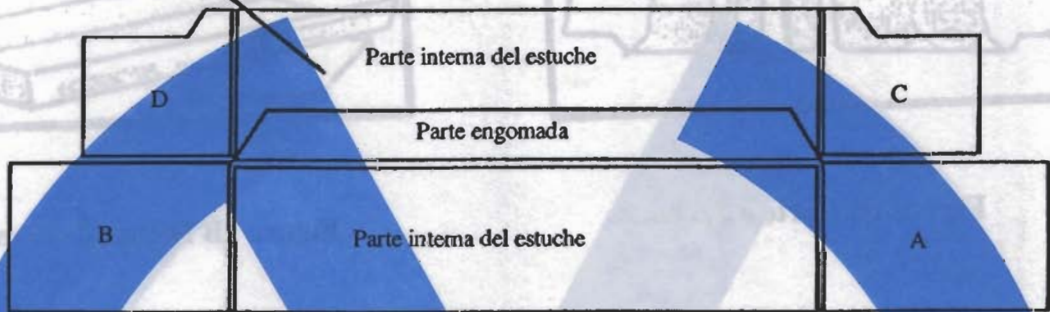 Parte interna del estuche
D
C
Parte engomada
B
Parte interna del estuche
A